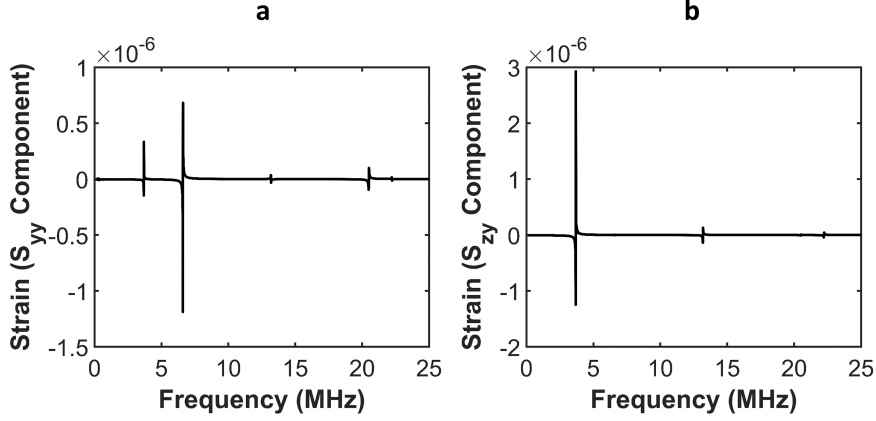 a
×10-6
Strain (Syy Component)
1
0.5
0
-0.5
-1
-1.5
0 5 10 15 20 25
Frequency (MHz)
b
×10-6
Strain (Szy Component)
3
2
1
0
-1
-2
0 5 10 15 20 25
Frequency (MHz)